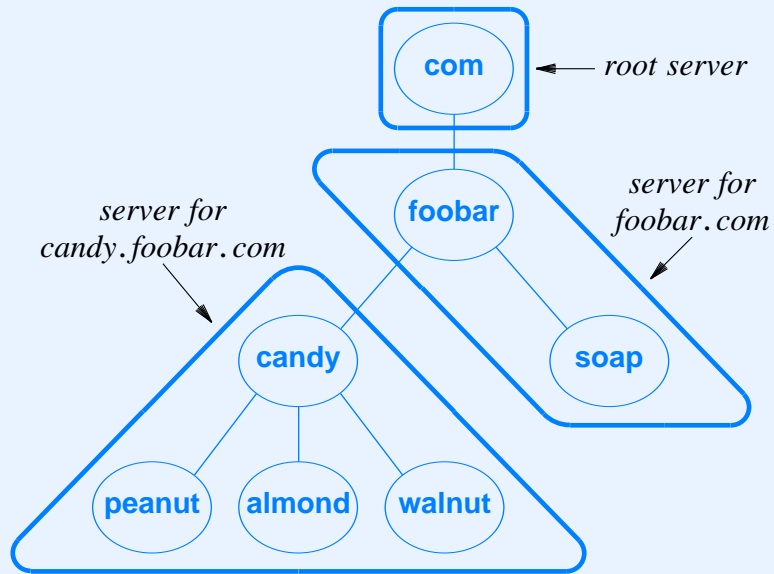 com
root server
foobar
server for
foobar.com
server for
candy.foobar.com
candy
soap
peanut
almond
walnut